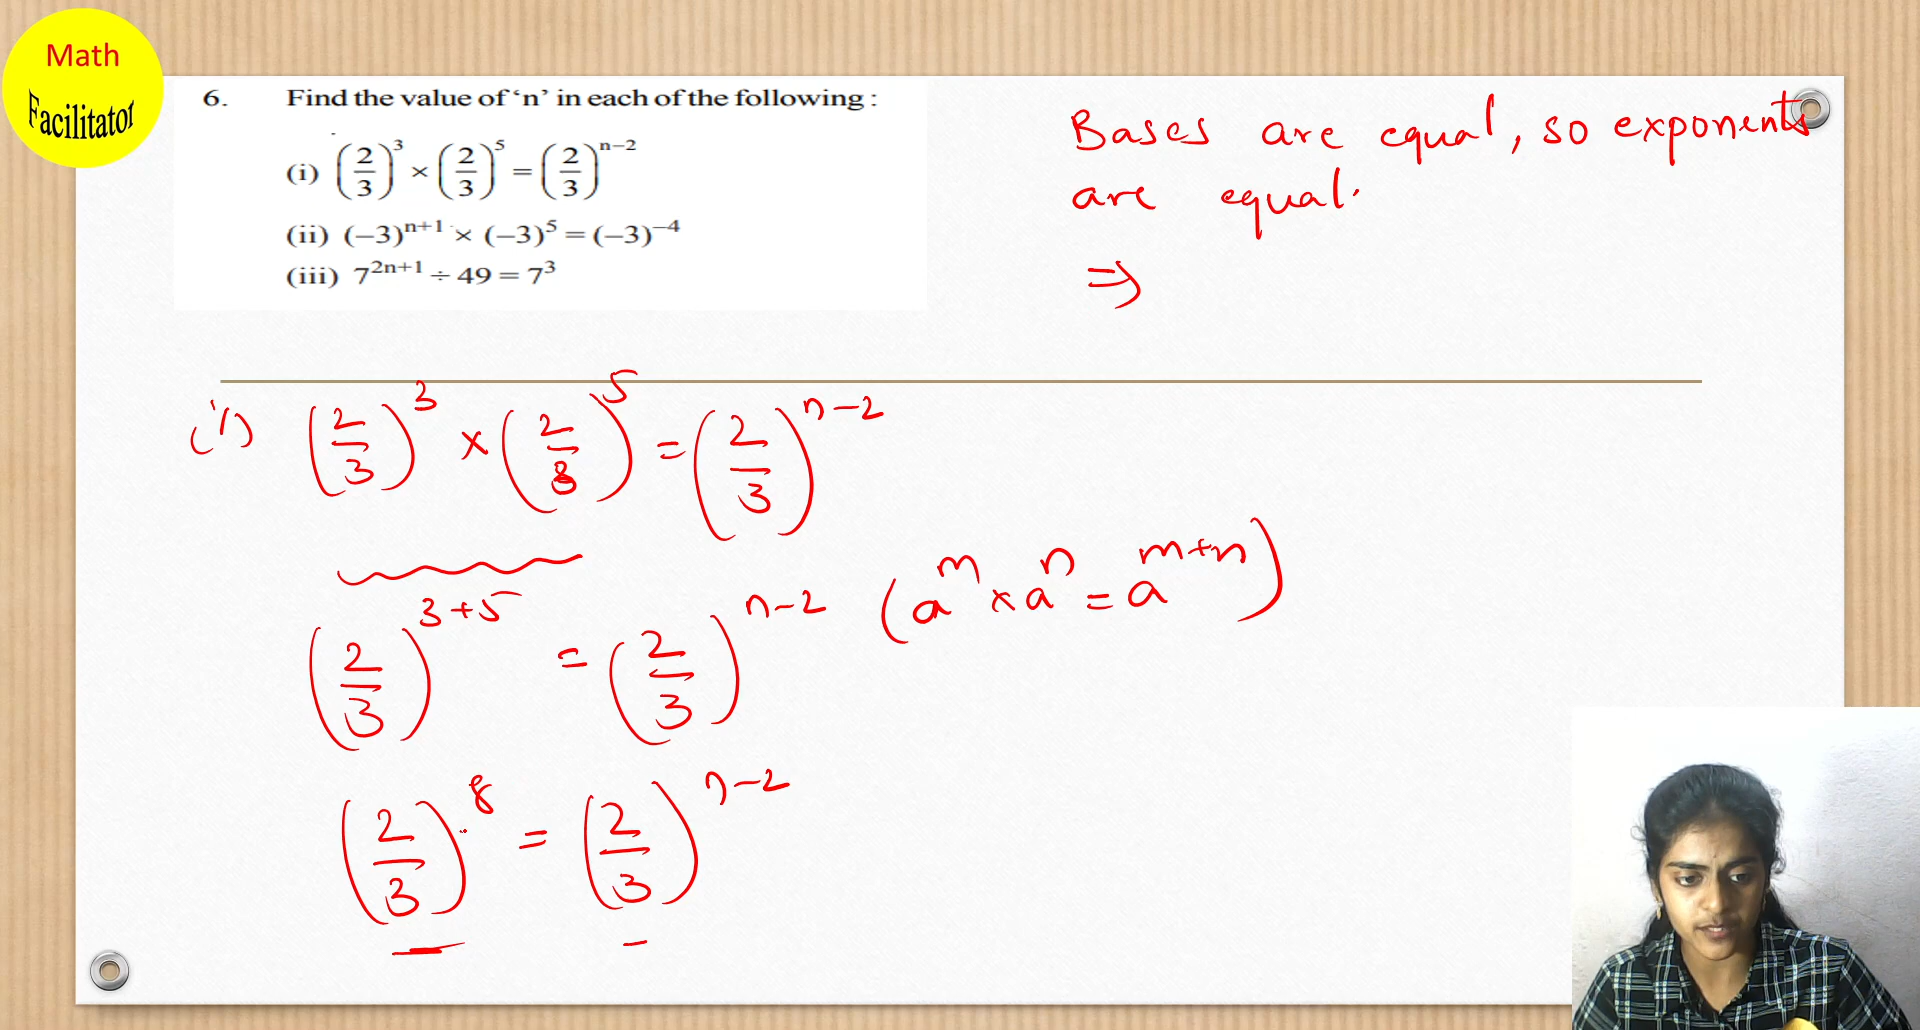 Math
Facilitator
6. Find the value of ‘n’ in each of the following :
(i) (2/3)^3 × (2/3)^5 = (2/3)^{n−2}
(ii) (−3)^{n+1} × (−3)^5 = (−3)^{−4}
(iii) 7^{2n+1} ÷ 49 = 7^3
Bases are equal, so exponents
are equal.
⇒
(i) (2/3)^3 × (2/3)^5 = (2/3)^{n−2}
(2/3)^{3+5} = (2/3)^{n−2} (a^m × a^n = a^{m+n})
(2/3)^8 = (2/3)^{n−2}